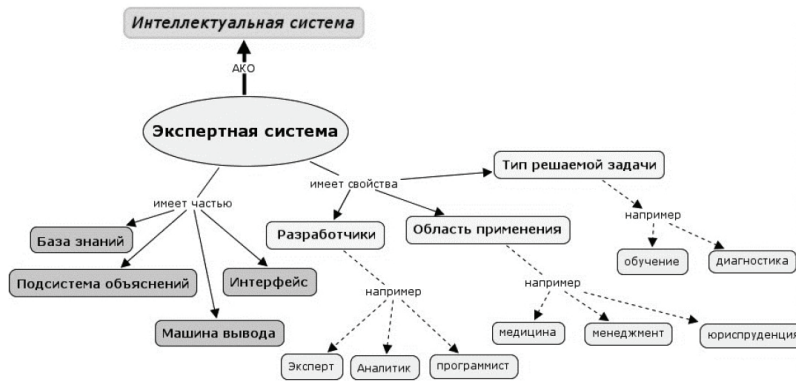 Интеллектуальная система
АКО
Экспертная система
Тип решаемой задачи
имеет свойства
имеет частью
например
База знаний
Разработчики
Область применения
обучение
диагностика
Подсистема объяснений
Интерфейс
например
например
Машина вывода
медицина
менеджмент
юриспруденция
Эксперт
Аналитик
программист